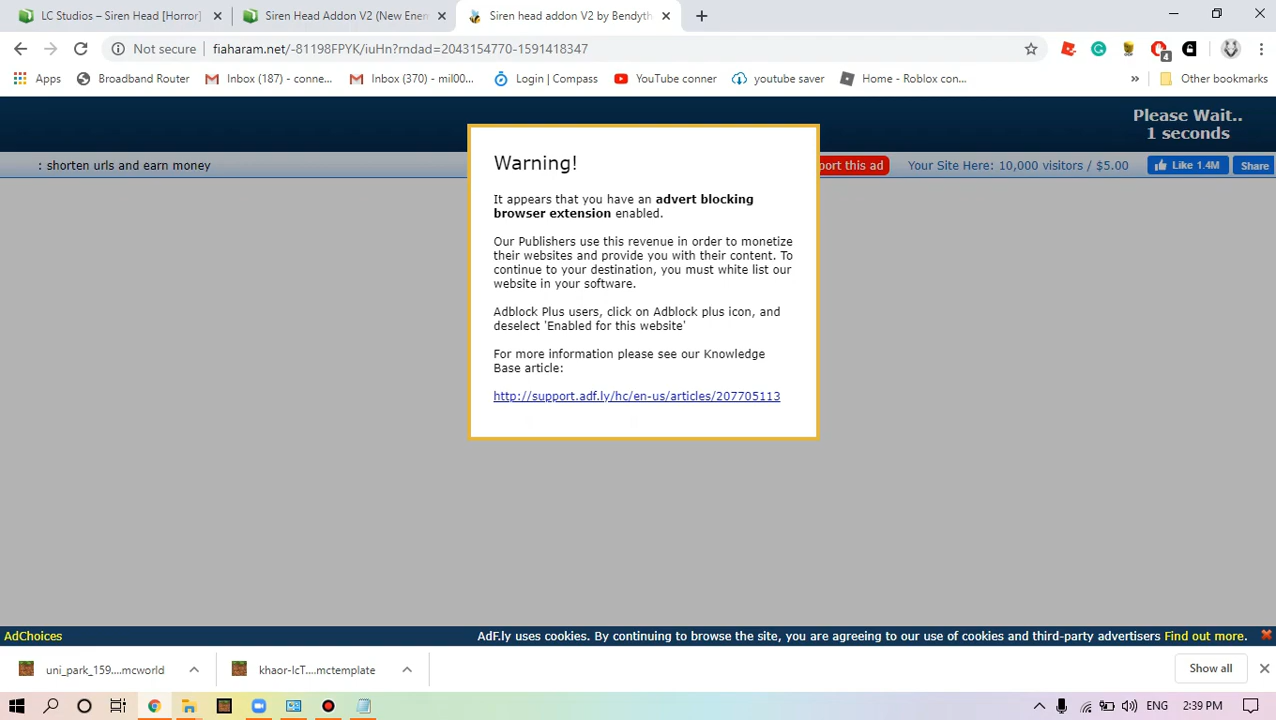 LC Studios – Siren Head [Horror]
Siren Head Addon V2 (New Enem
Siren head addon V2 by Bendyth
Not secure
fiaharam.net/-81198FPYK/iuHn?rndad=2043154770-1591418347
4
Apps
Broadband Router
Inbox (187) - conne...
Inbox (370) - mil00...
Login | Compass
YouTube conner
youtube saver
Home - Roblox con...
»
Other bookmarks
Please Wait..
1 seconds
: shorten urls and earn money
port this ad
Your Site Here: 10,000 visitors / $5.00
Like 1.4M
Share
Warning!
It appears that you have an advert blocking
browser extension enabled.
Our Publishers use this revenue in order to monetize
their websites and provide you with their content. To
continue to your destination, you must white list our
website in your software.
Adblock Plus users, click on Adblock plus icon, and
deselect 'Enabled for this website'
For more information please see our Knowledge
Base article:
http://support.adf.ly/hc/en-us/articles/207705113
AdChoices
AdF.ly uses cookies. By continuing to browse the site, you are agreeing to our use of cookies and third-party advertisers Find out more.
uni_park_159....mcworld
khaor-lcT....mctemplate
Show all
ENG
2:39 PM